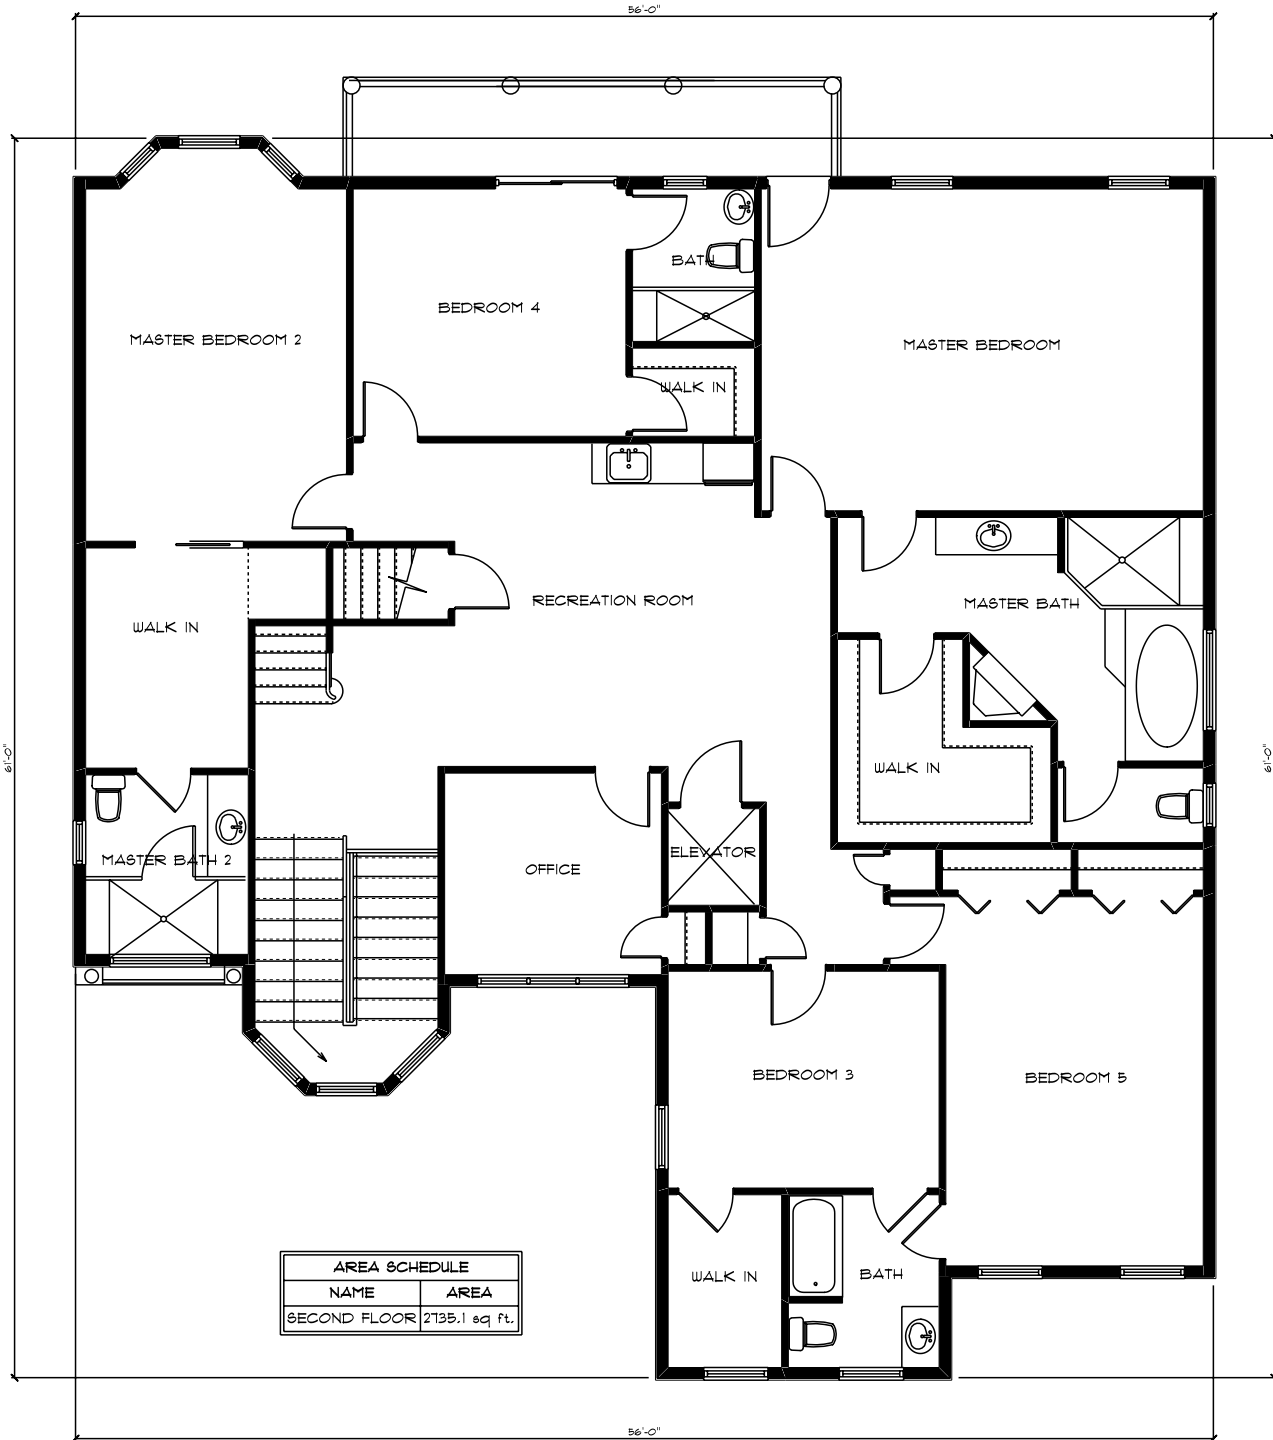 56'-0"
BATH
BEDROOM 4
MASTER BEDROOM 2
MASTER BEDROOM
WALK IN
RECREATION ROOM
MASTER BATH
WALK IN
61'-0"
61'-0"
WALK IN
MASTER BATH 2
ELEVATOR
OFFICE
BEDROOM 3
BEDROOM 5
AREA SCHEDULE
NAME AREA
SECOND FLOOR 2735.1 sq ft.
WALK IN
BATH
56'-0"